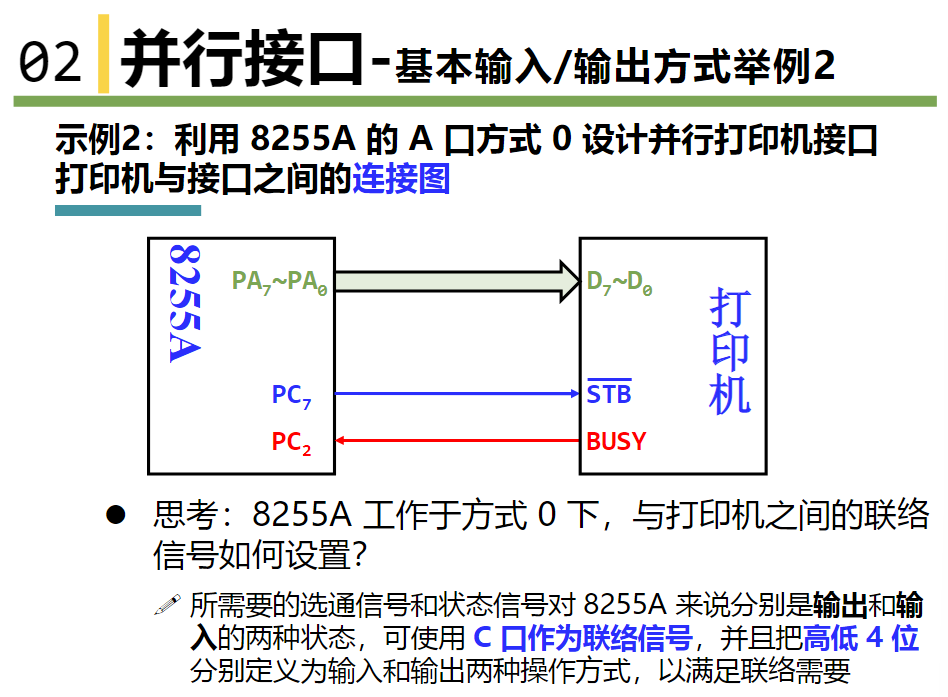 02 并行接口-基本输入/输出方式举例2
示例2：利用 8255A 的 A 口方式 0 设计并行打印机接口
打印机与接口之间的连接图
8255A
PA7~PA0
D7~D0
打印机
PC7
STB
PC2
BUSY
● 思考：8255A 工作于方式 0 下，与打印机之间的联络
信号如何设置？
所需要的选通信号和状态信号对 8255A 来说分别是输出和输
入的两种状态，可使用 C 口作为联络信号，并且把高低 4 位
分别定义为输入和输出两种操作方式，以满足联络需要